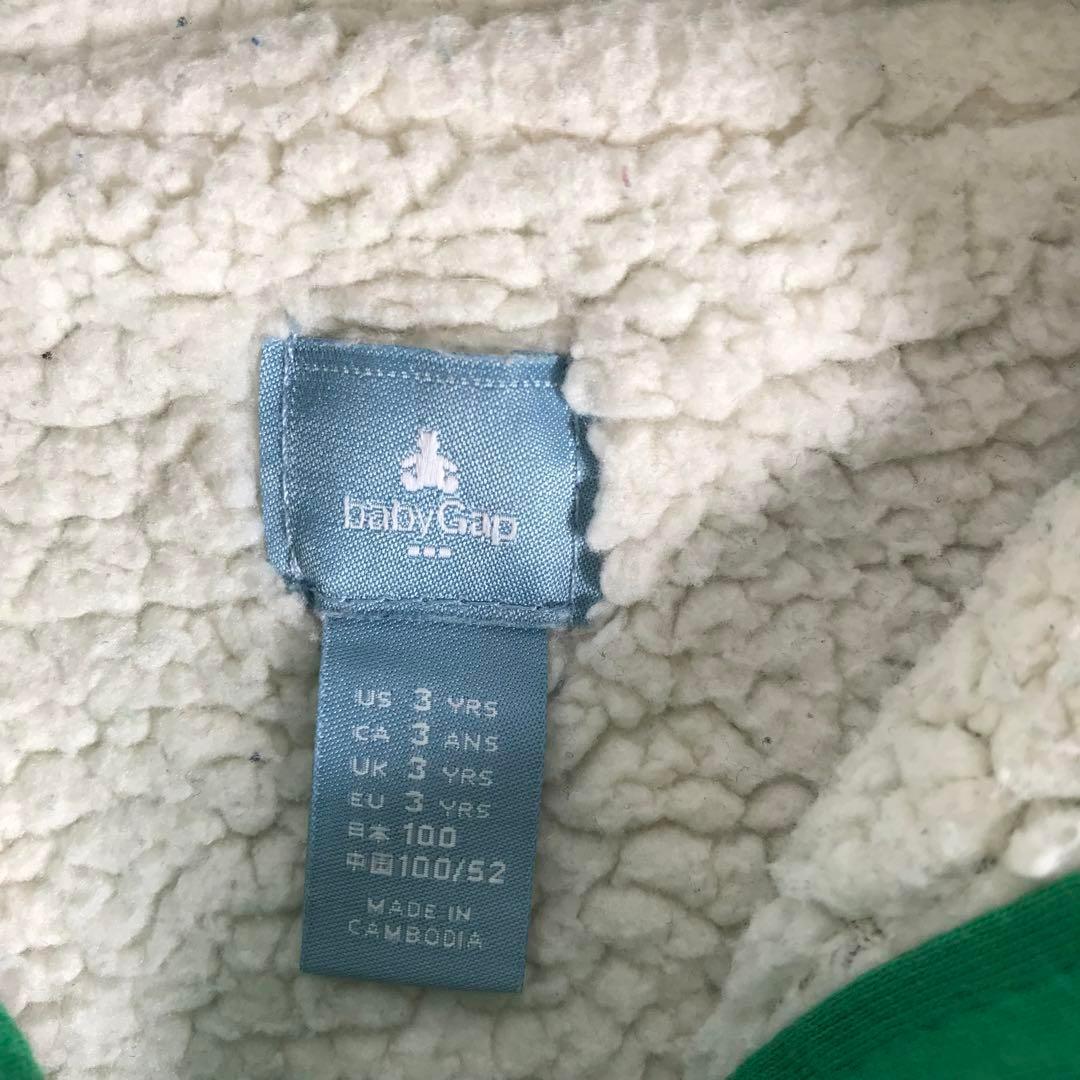 babyGap
US 3 YRS
CA 3 ANS
UK 3 YRS
EU 3 YRS
日本 100
中国 100/52
MADE IN
CAMBODIA